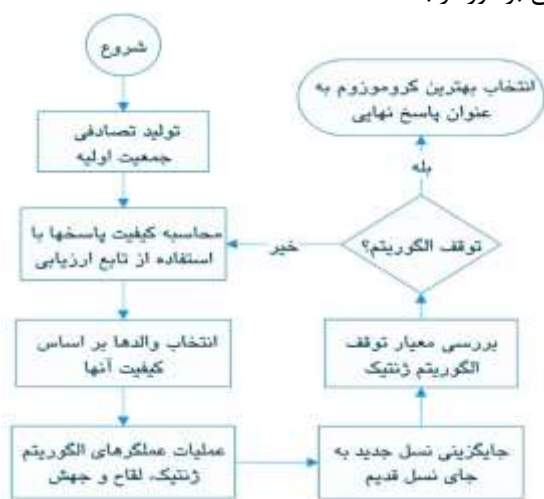 شروع
تولید تصادفی
جمعیت اولیه
محاسبه کیفیت پاسخها با
استفاده از تابع ارزیابی
انتخاب والدها بر اساس
کیفیت آنها
عملیات عملگرهای الگوریتم
ژنتیک، لقاح و جهش
جایگزینی نسل جدید به
جای نسل قدیم
بررسی معیار توقف
الگوریتم ژنتیک
توقف الگوریتم؟
خیر
بله
انتخاب بهترین کروموزوم به
عنوان پاسخ نهایی